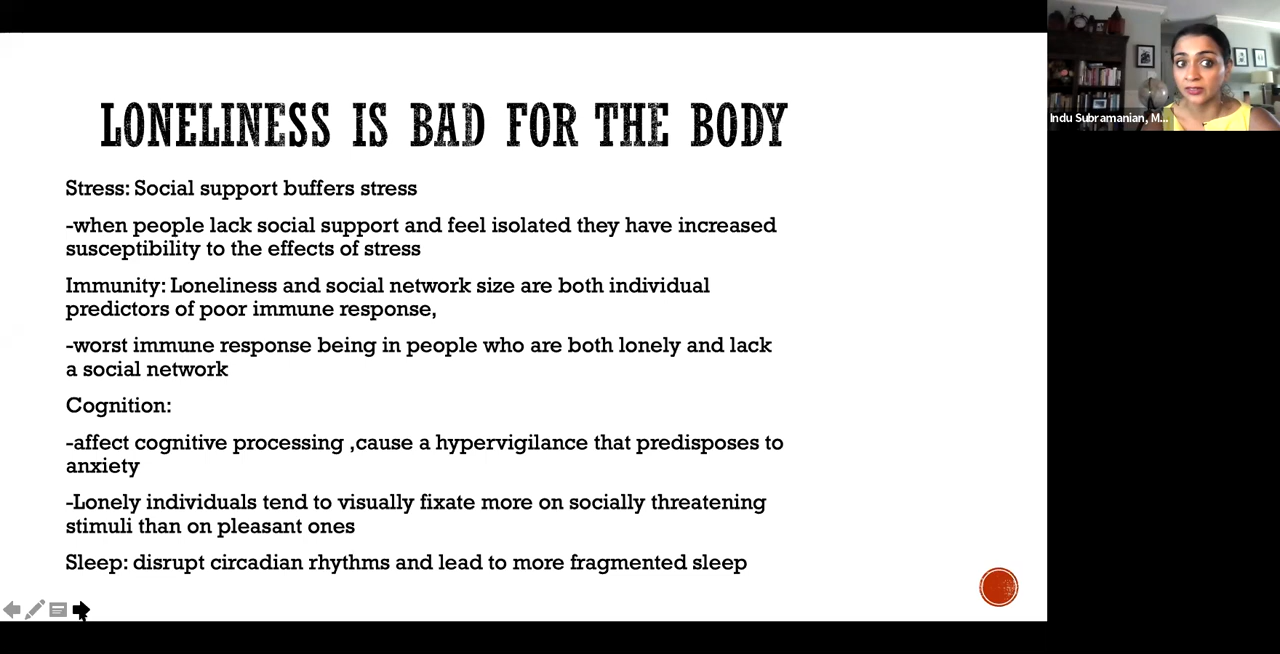 LONELINESS IS BAD FOR THE BODY
Stress: Social support buffers stress
-when people lack social support and feel isolated they have increased
susceptibility to the effects of stress
Immunity: Loneliness and social network size are both individual
predictors of poor immune response,
-worst immune response being in people who are both lonely and lack
a social network
Cognition:
-affect cognitive processing ,cause a hypervigilance that predisposes to
anxiety
-Lonely individuals tend to visually fixate more on socially threatening
stimuli than on pleasant ones
Sleep: disrupt circadian rhythms and lead to more fragmented sleep
Indu Subramanian, M...